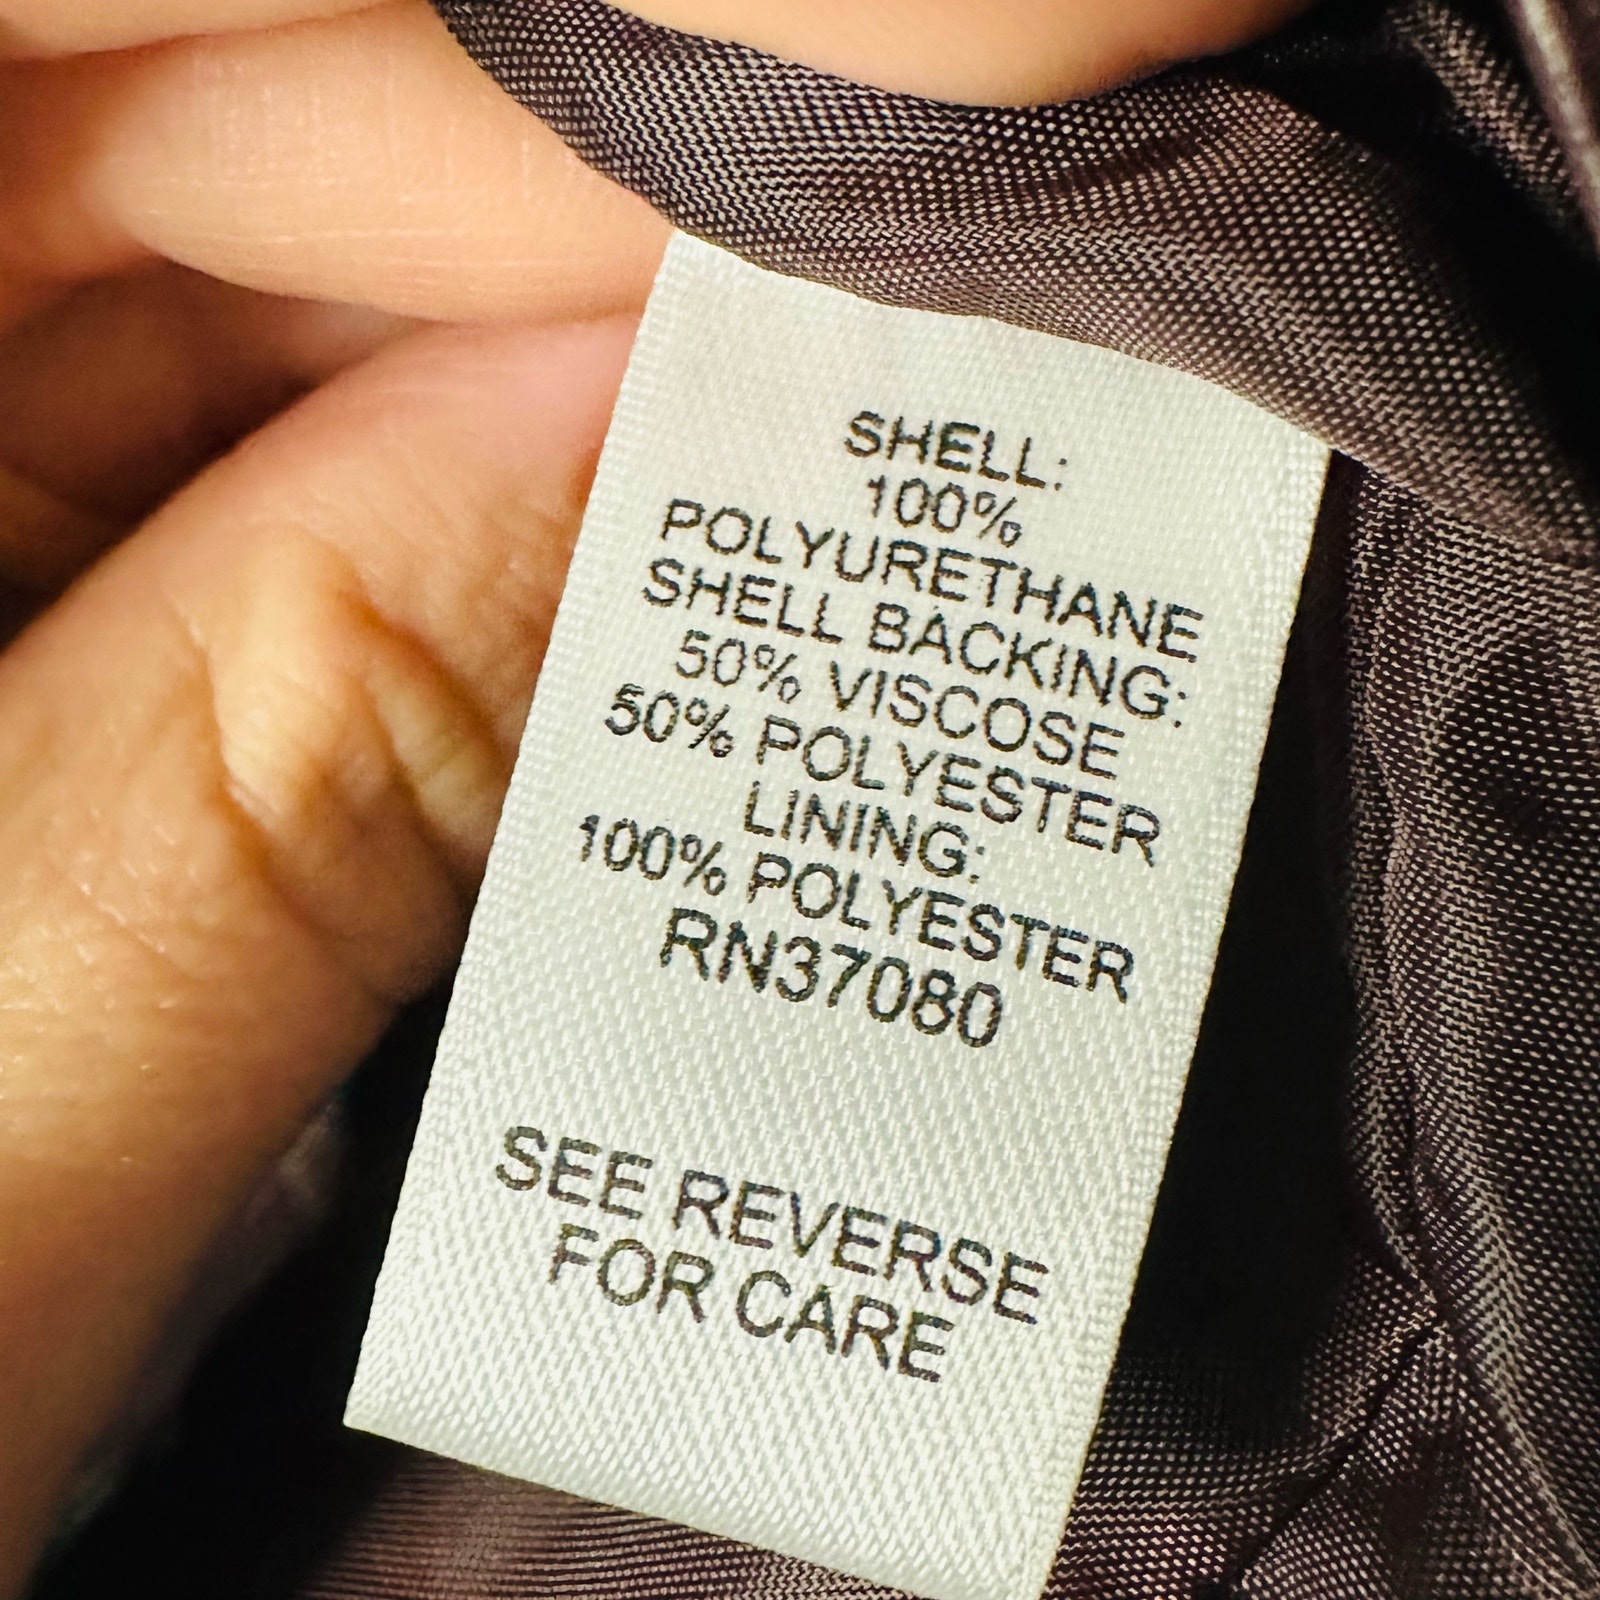 SHELL:
100%
POLYURETHANE
SHELL BACKING:
50% VISCOSE
50% POLYESTER
LINING:
100% POLYESTER
RN37080
SEE REVERSE
FOR CARE